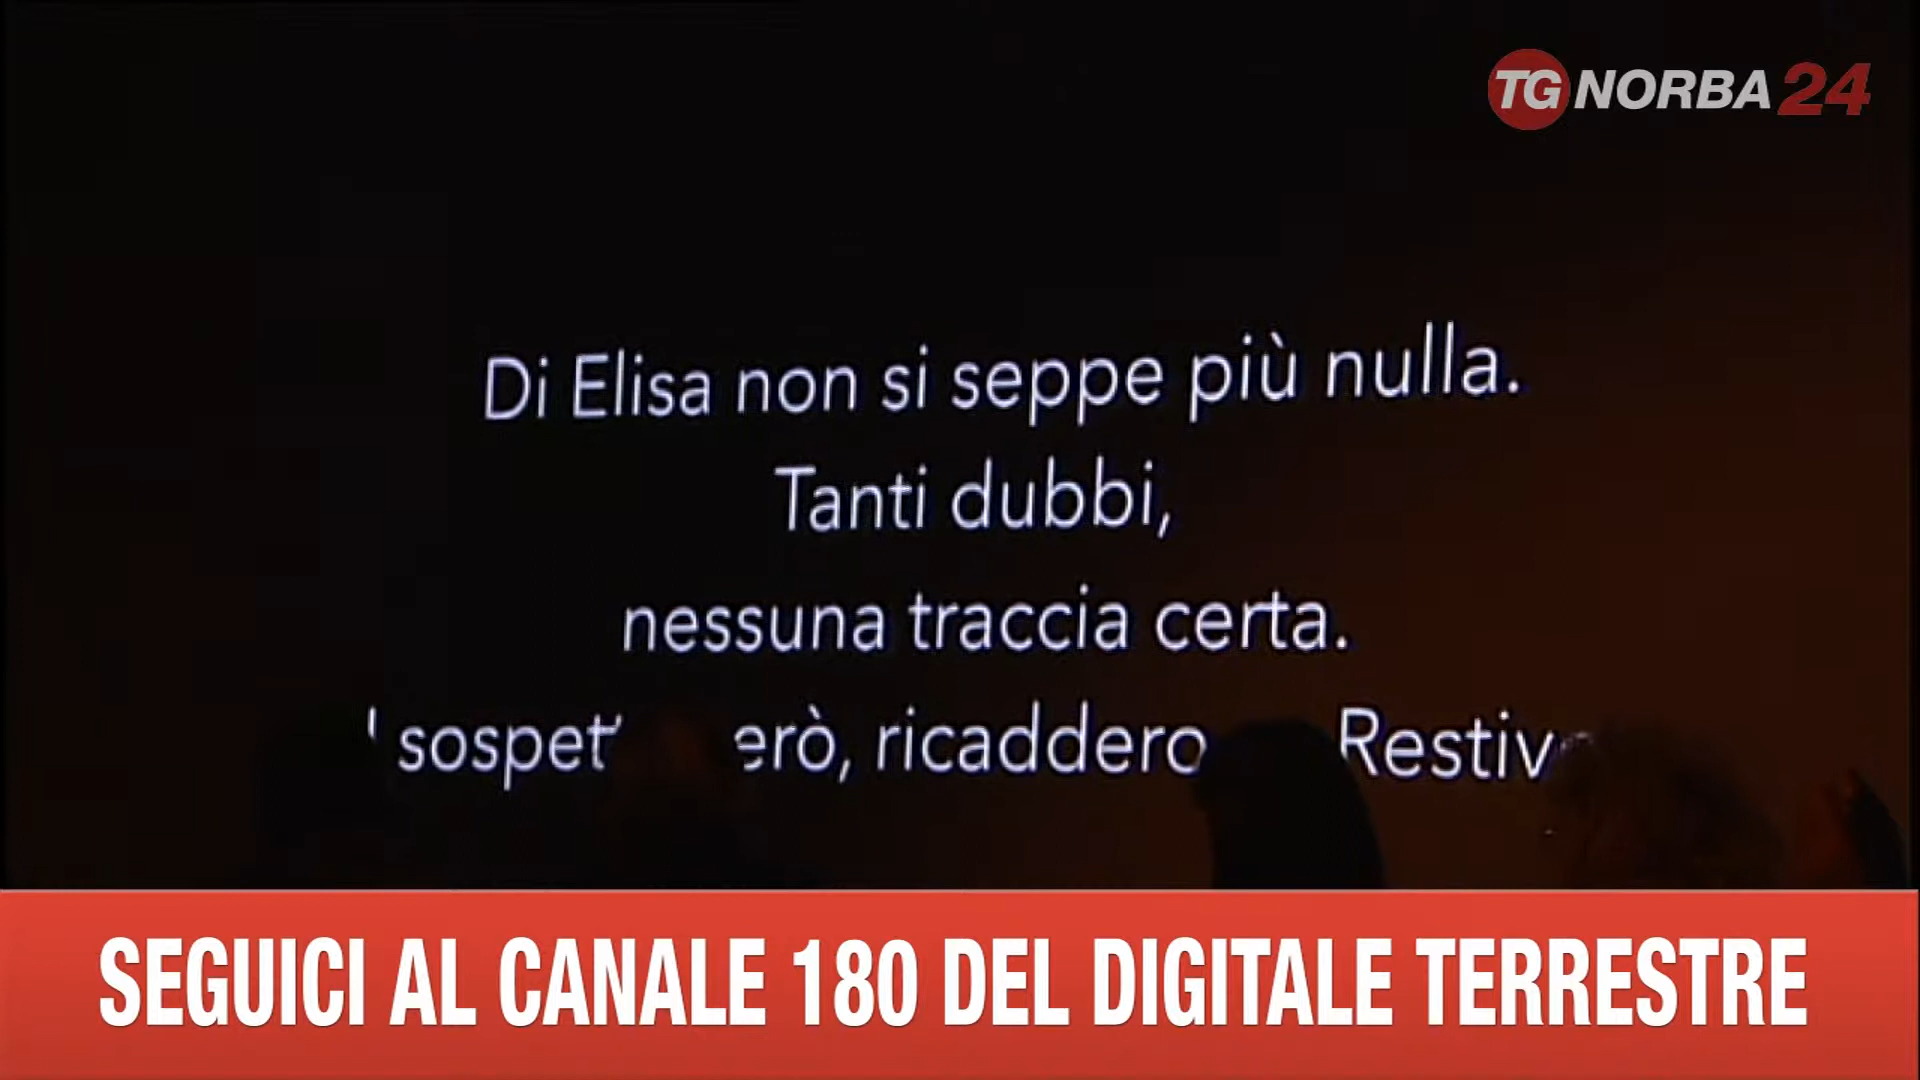 TG NORBA 24
Di Elisa non si seppe più nulla.
Tanti dubbi,
nessuna traccia certa.
ricaddero
SEGUICI AL CANALE 180 DEL DIGITALE TERRESTRE